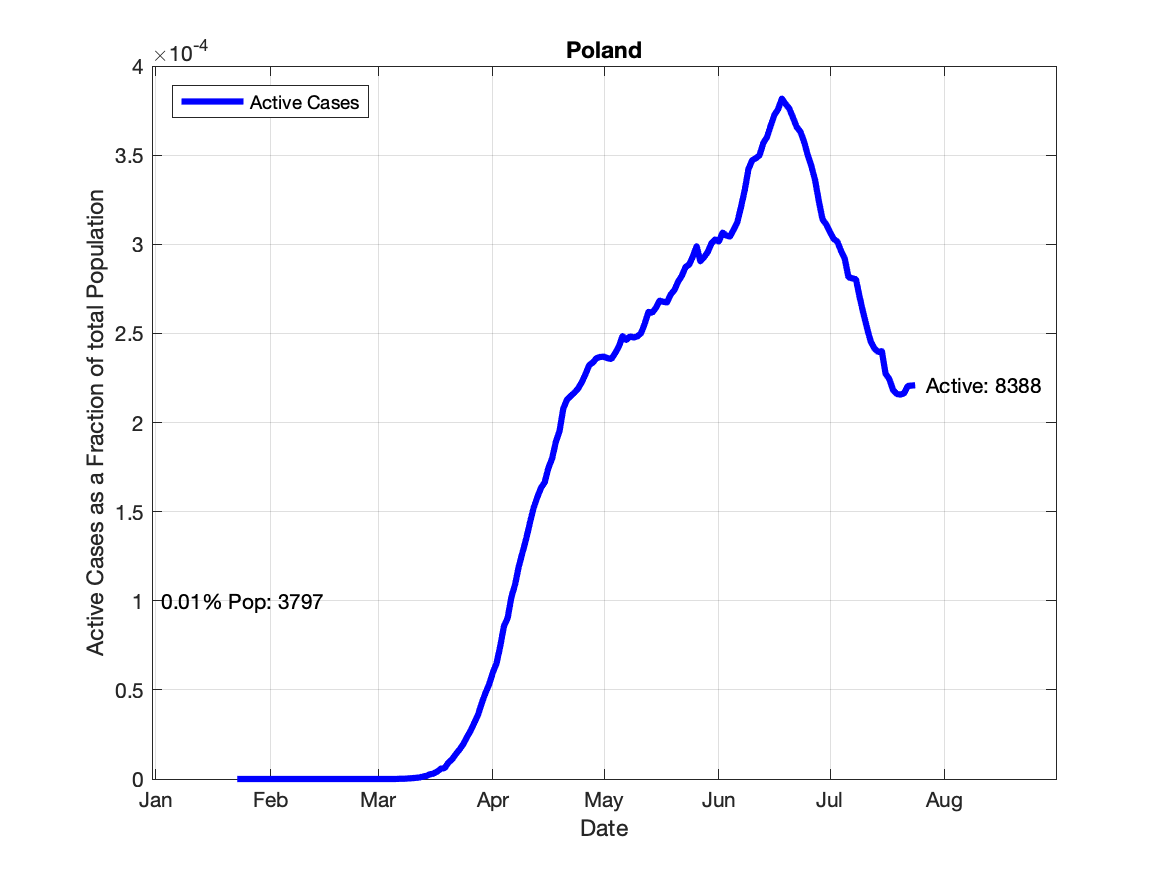 Poland
×10⁻⁴
4
3.5
3
2.5
2
1.5
1
0.5
0
Active Cases as a Fraction of total Population
Active Cases
Active: 8388
0.01% Pop: 3797
Jan Feb Mar Apr May Jun Jul Aug
Date